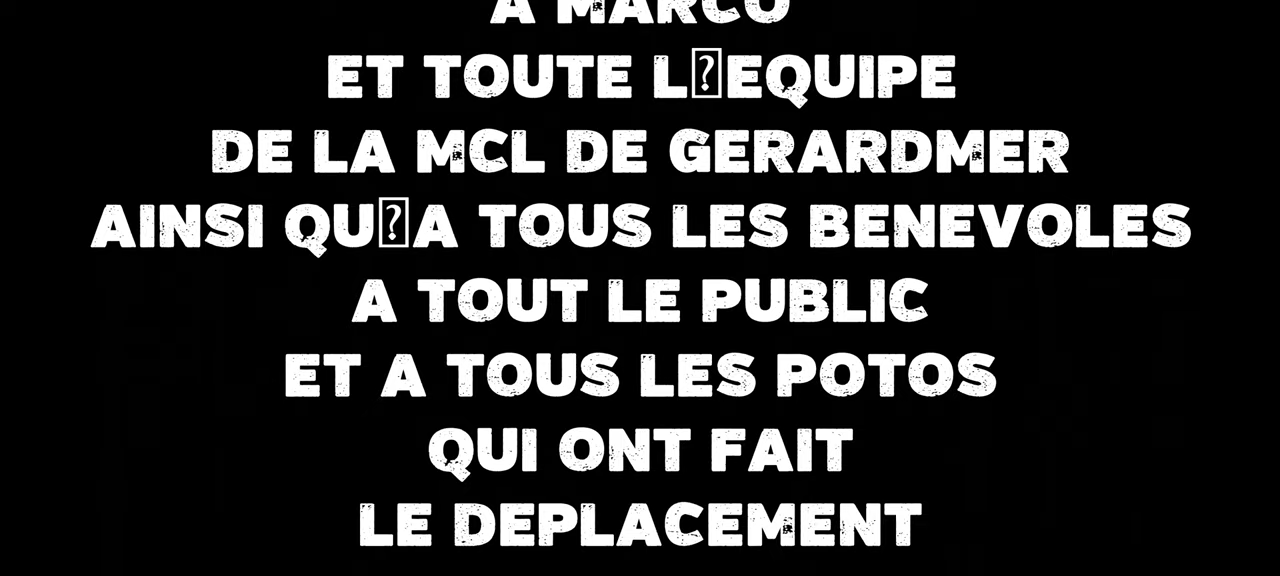 A MARCO
ET TOUTE L⍰EQUIPE
DE LA MCL DE GERARDMER
AINSI QU⍰A TOUS LES BENEVOLES
A TOUT LE PUBLIC
ET A TOUS LES POTOS
QUI ONT FAIT
LE DEPLACEMENT